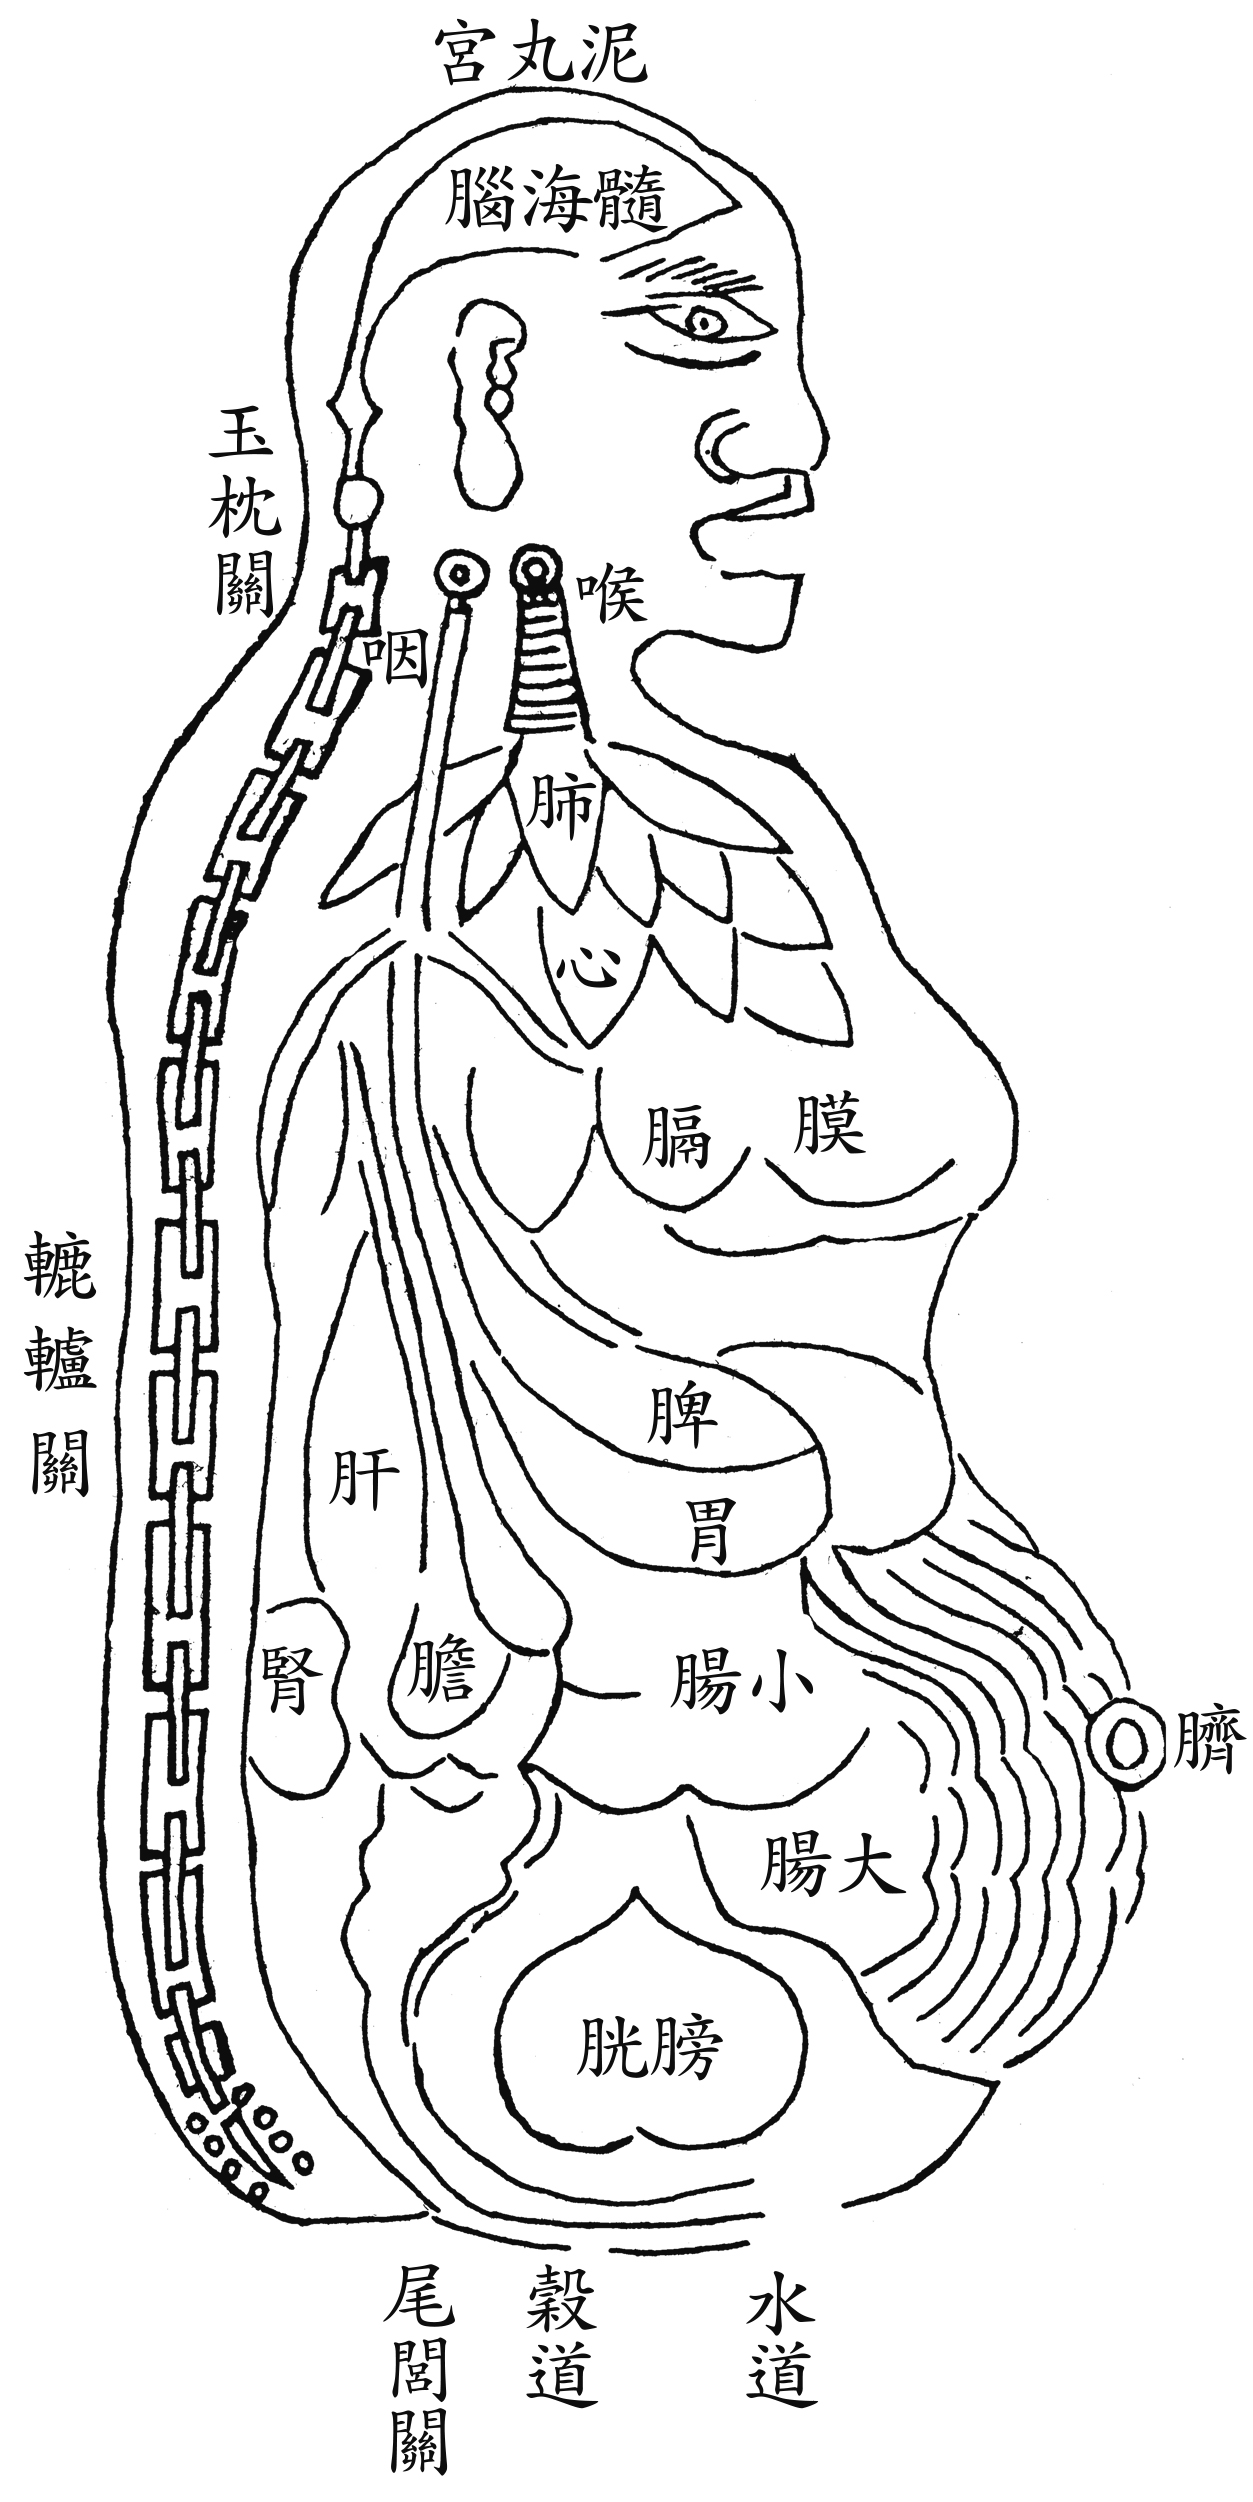 泥丸宮
髓海腦
玉枕關
喉
咽
肺
心
膈
膜
轆轤關
脾
肝
胃
腎
膽
小腸
臍
大腸
膀胱
尾閭關
穀道
水道